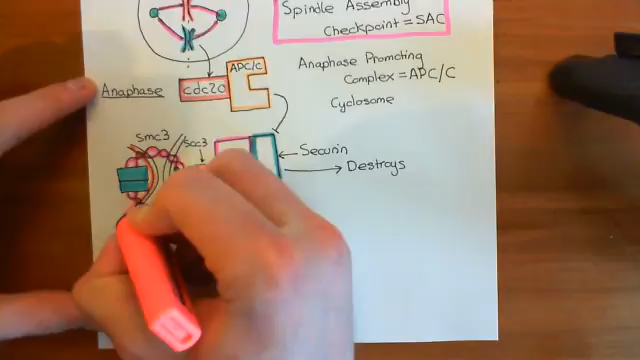 Spindle Assembly
Checkpoint = SAC
Anaphase Promoting
Complex = APC/C
Cyclosome
APC/C
cdc20
Anaphase
smc3
scc3
Securin
Destroys